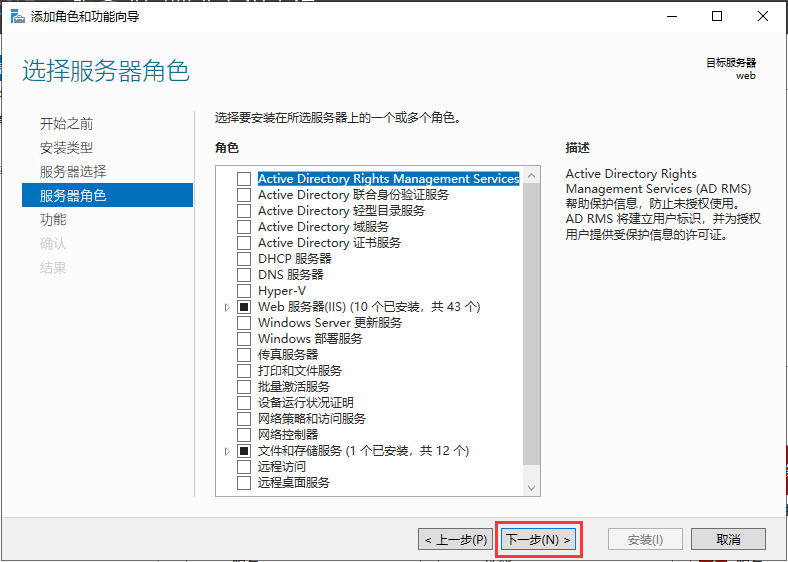 添加角色和功能向导
选择服务器角色
目标服务器
web
开始之前
安装类型
服务器选择
服务器角色
功能
确认
结果
选择要安装在所选服务器上的一个或多个角色。
角色
Active Directory Rights Management Services
Active Directory 联合身份验证服务
Active Directory 轻型目录服务
Active Directory 域服务
Active Directory 证书服务
DHCP 服务器
DNS 服务器
Hyper-V
Web 服务器(IIS) (10 个已安装，共 43 个)
Windows Server 更新服务
Windows 部署服务
传真服务器
打印和文件服务
批量激活服务
设备运行状况证明
网络策略和访问服务
网络控制器
文件和存储服务 (1 个已安装，共 12 个)
远程访问
远程桌面服务
描述
Active Directory Rights
Management Services (AD RMS)
帮助保护信息，防止未授权使用。
AD RMS 将建立用户标识，并为授权
用户提供受保护信息的许可证。
< 上一步(P)
下一步(N) >
安装(I)
取消